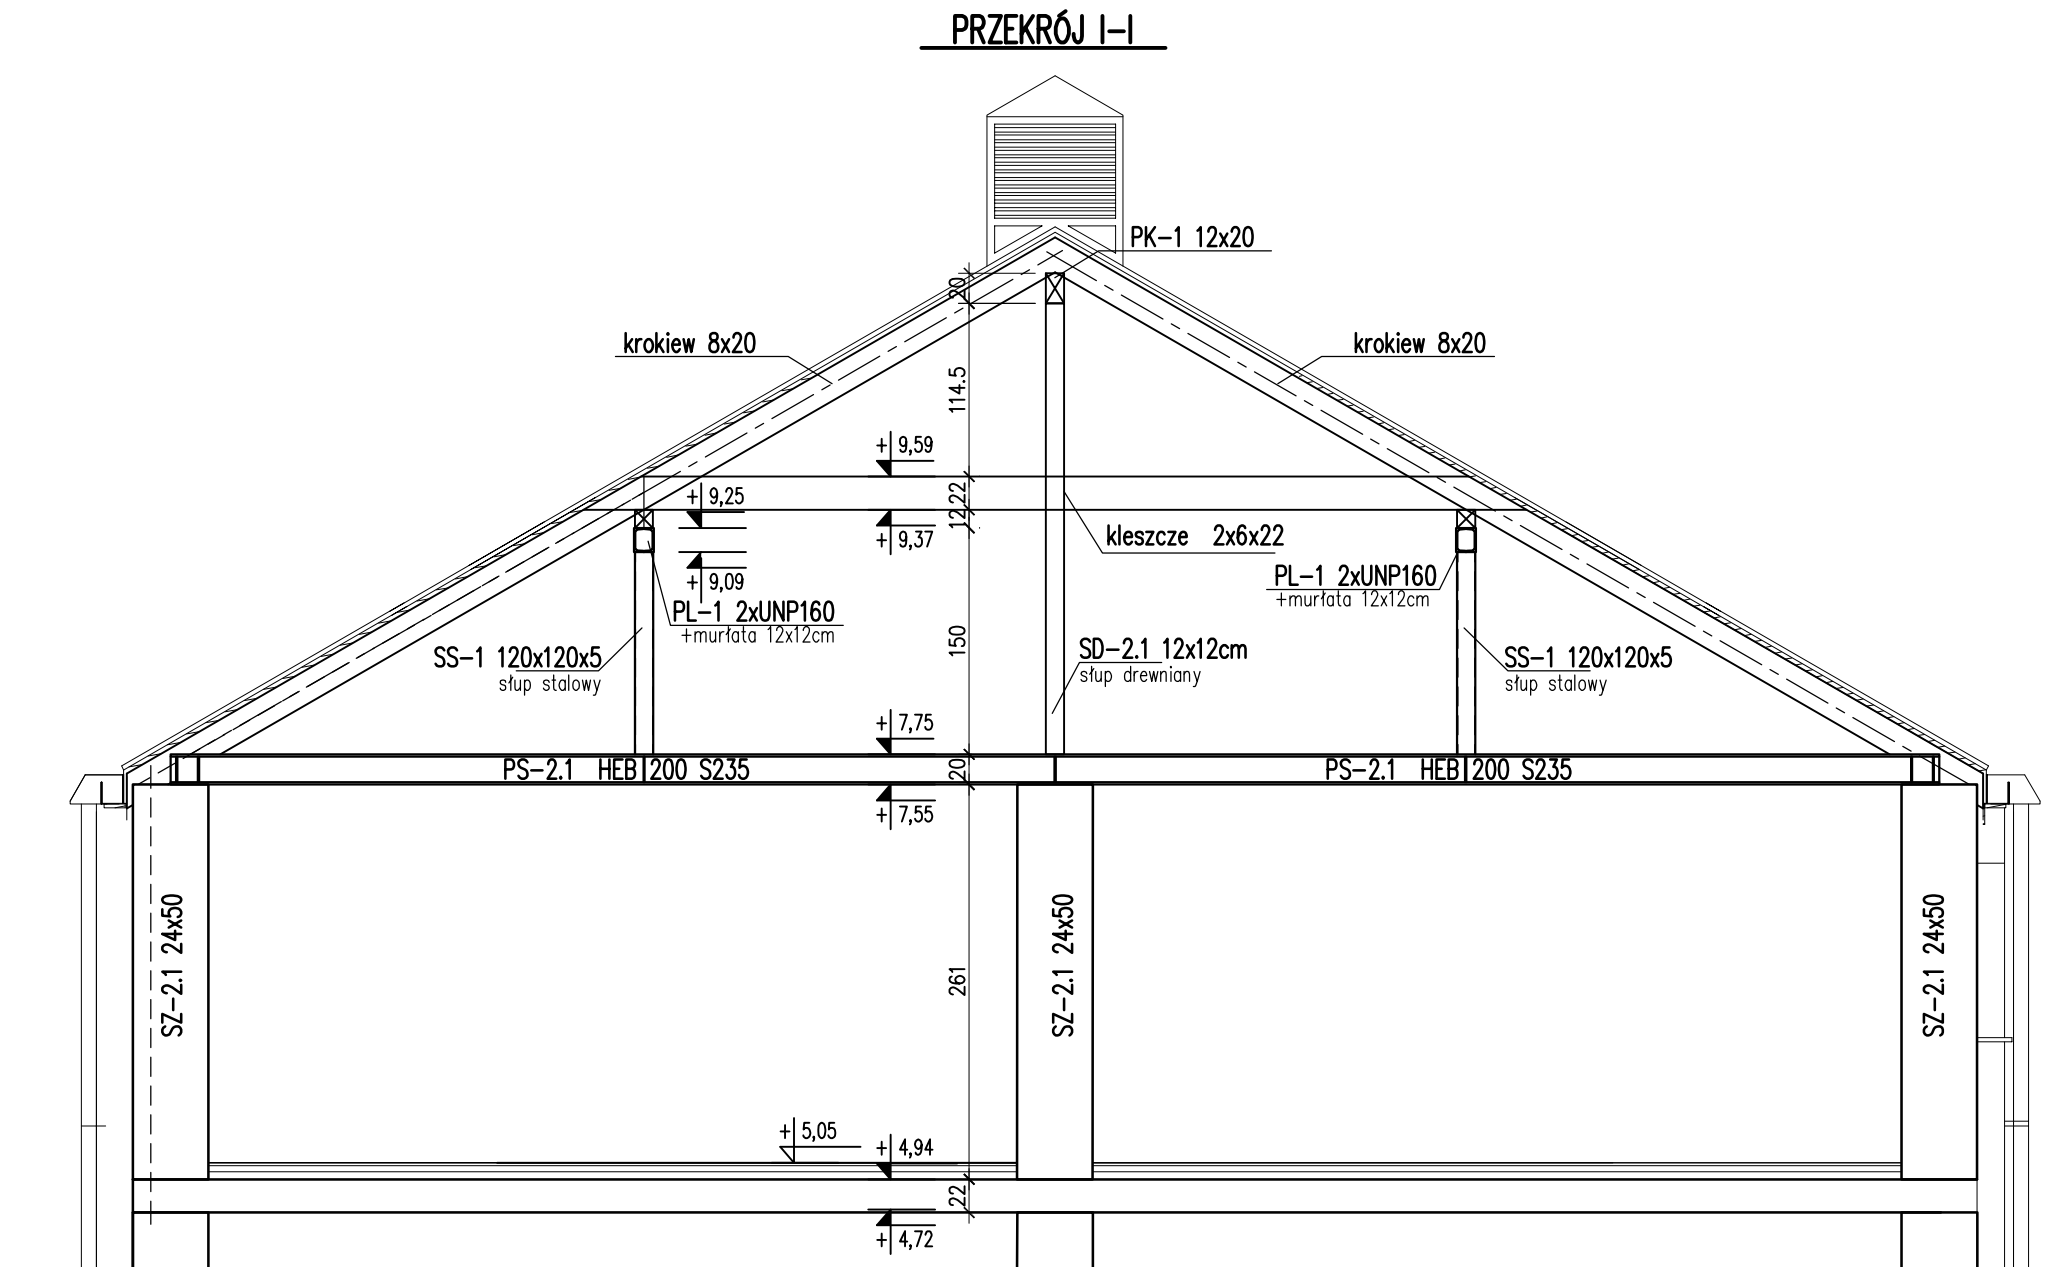 PRZEKRÓJ I-I
PK-1 12x20
20
krokiew 8x20
krokiew 8x20
114.5
+ 9,59
+ 9,25
22
12
+ 9,37
kleszcze 2x6x22
+ 9,09
PL-1 2xUNP160
+murłata 12x12cm
PL-1 2xUNP160
+murłata 12x12cm
150
SS-1 120x120x5
słup stalowy
SD-2.1 12x12cm
słup drewniany
SS-1 120x120x5
słup stalowy
+ 7,75
PS-2.1 HEB 200 S235
20
PS-2.1 HEB 200 S235
+ 7,55
SZ-2.1 24x50
261
SZ-2.1 24x50
SZ-2.1 24x50
+ 5,05
+ 4,94
22
+ 4,72